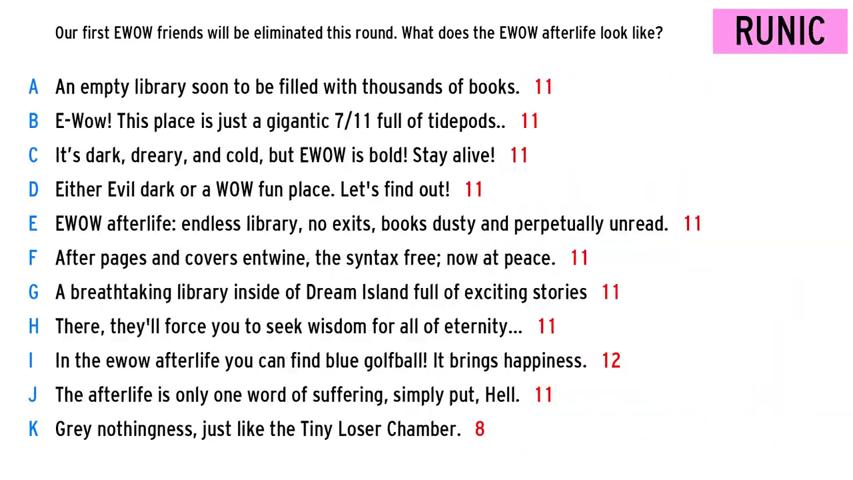 Our first EWOW friends will be eliminated this round. What does the EWOW afterlife look like?
RUNIC
A An empty library soon to be filled with thousands of books. 11
B E-Wow! This place is just a gigantic 7/11 full of tidepods.. 11
C It's dark, dreary, and cold, but EWOW is bold! Stay alive! 11
D Either Evil dark or a WOW fun place. Let's find out! 11
E EWOW afterlife: endless library, no exits, books dusty and perpetually unread. 11
F After pages and covers entwine, the syntax free; now at peace. 11
G A breathtaking library inside of Dream Island full of exciting stories 11
H There, they'll force you to seek wisdom for all of eternity... 11
I In the ewow afterlife you can find blue golfball! It brings happiness. 12
J The afterlife is only one word of suffering, simply put, Hell. 11
K Grey nothingness, just like the Tiny Loser Chamber. 8